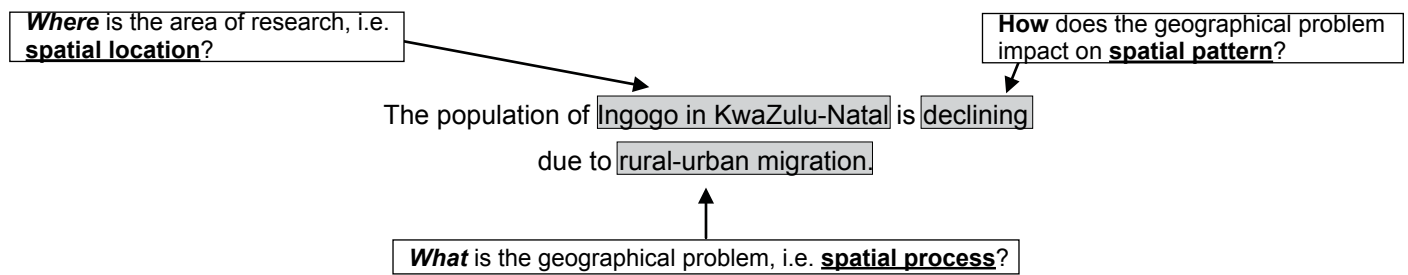 Where is the area of research, i.e.
spatial location?
How does the geographical problem
impact on spatial pattern?
The population of Ingogo in KwaZulu-Natal is declining
due to rural-urban migration.
What is the geographical problem, i.e. spatial process?